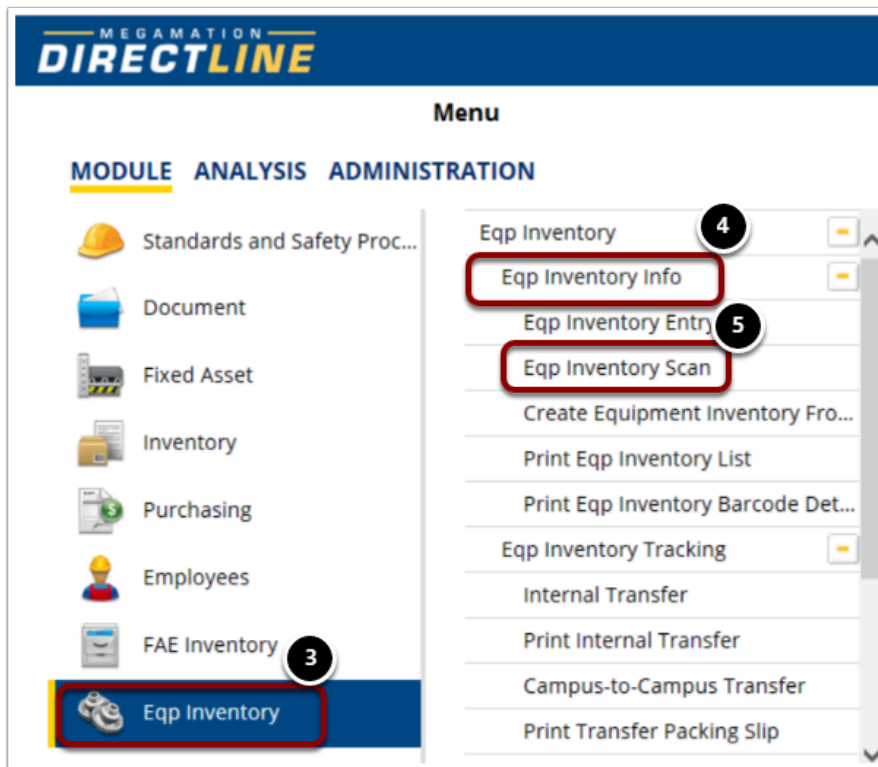 MEGAMATION
DIRECTLINE
Menu
MODULE ANALYSIS ADMINISTRATION
Standards and Safety Proc...
Document
Fixed Asset
Inventory
Purchasing
Employees
FAE Inventory
3
Eqp Inventory
Eqp Inventory
4
Eqp Inventory Info
Eqp Inventory Entry
5
Eqp Inventory Scan
Create Equipment Inventory Fro...
Print Eqp Inventory List
Print Eqp Inventory Barcode Det...
Eqp Inventory Tracking
Internal Transfer
Print Internal Transfer
Campus-to-Campus Transfer
Print Transfer Packing Slip